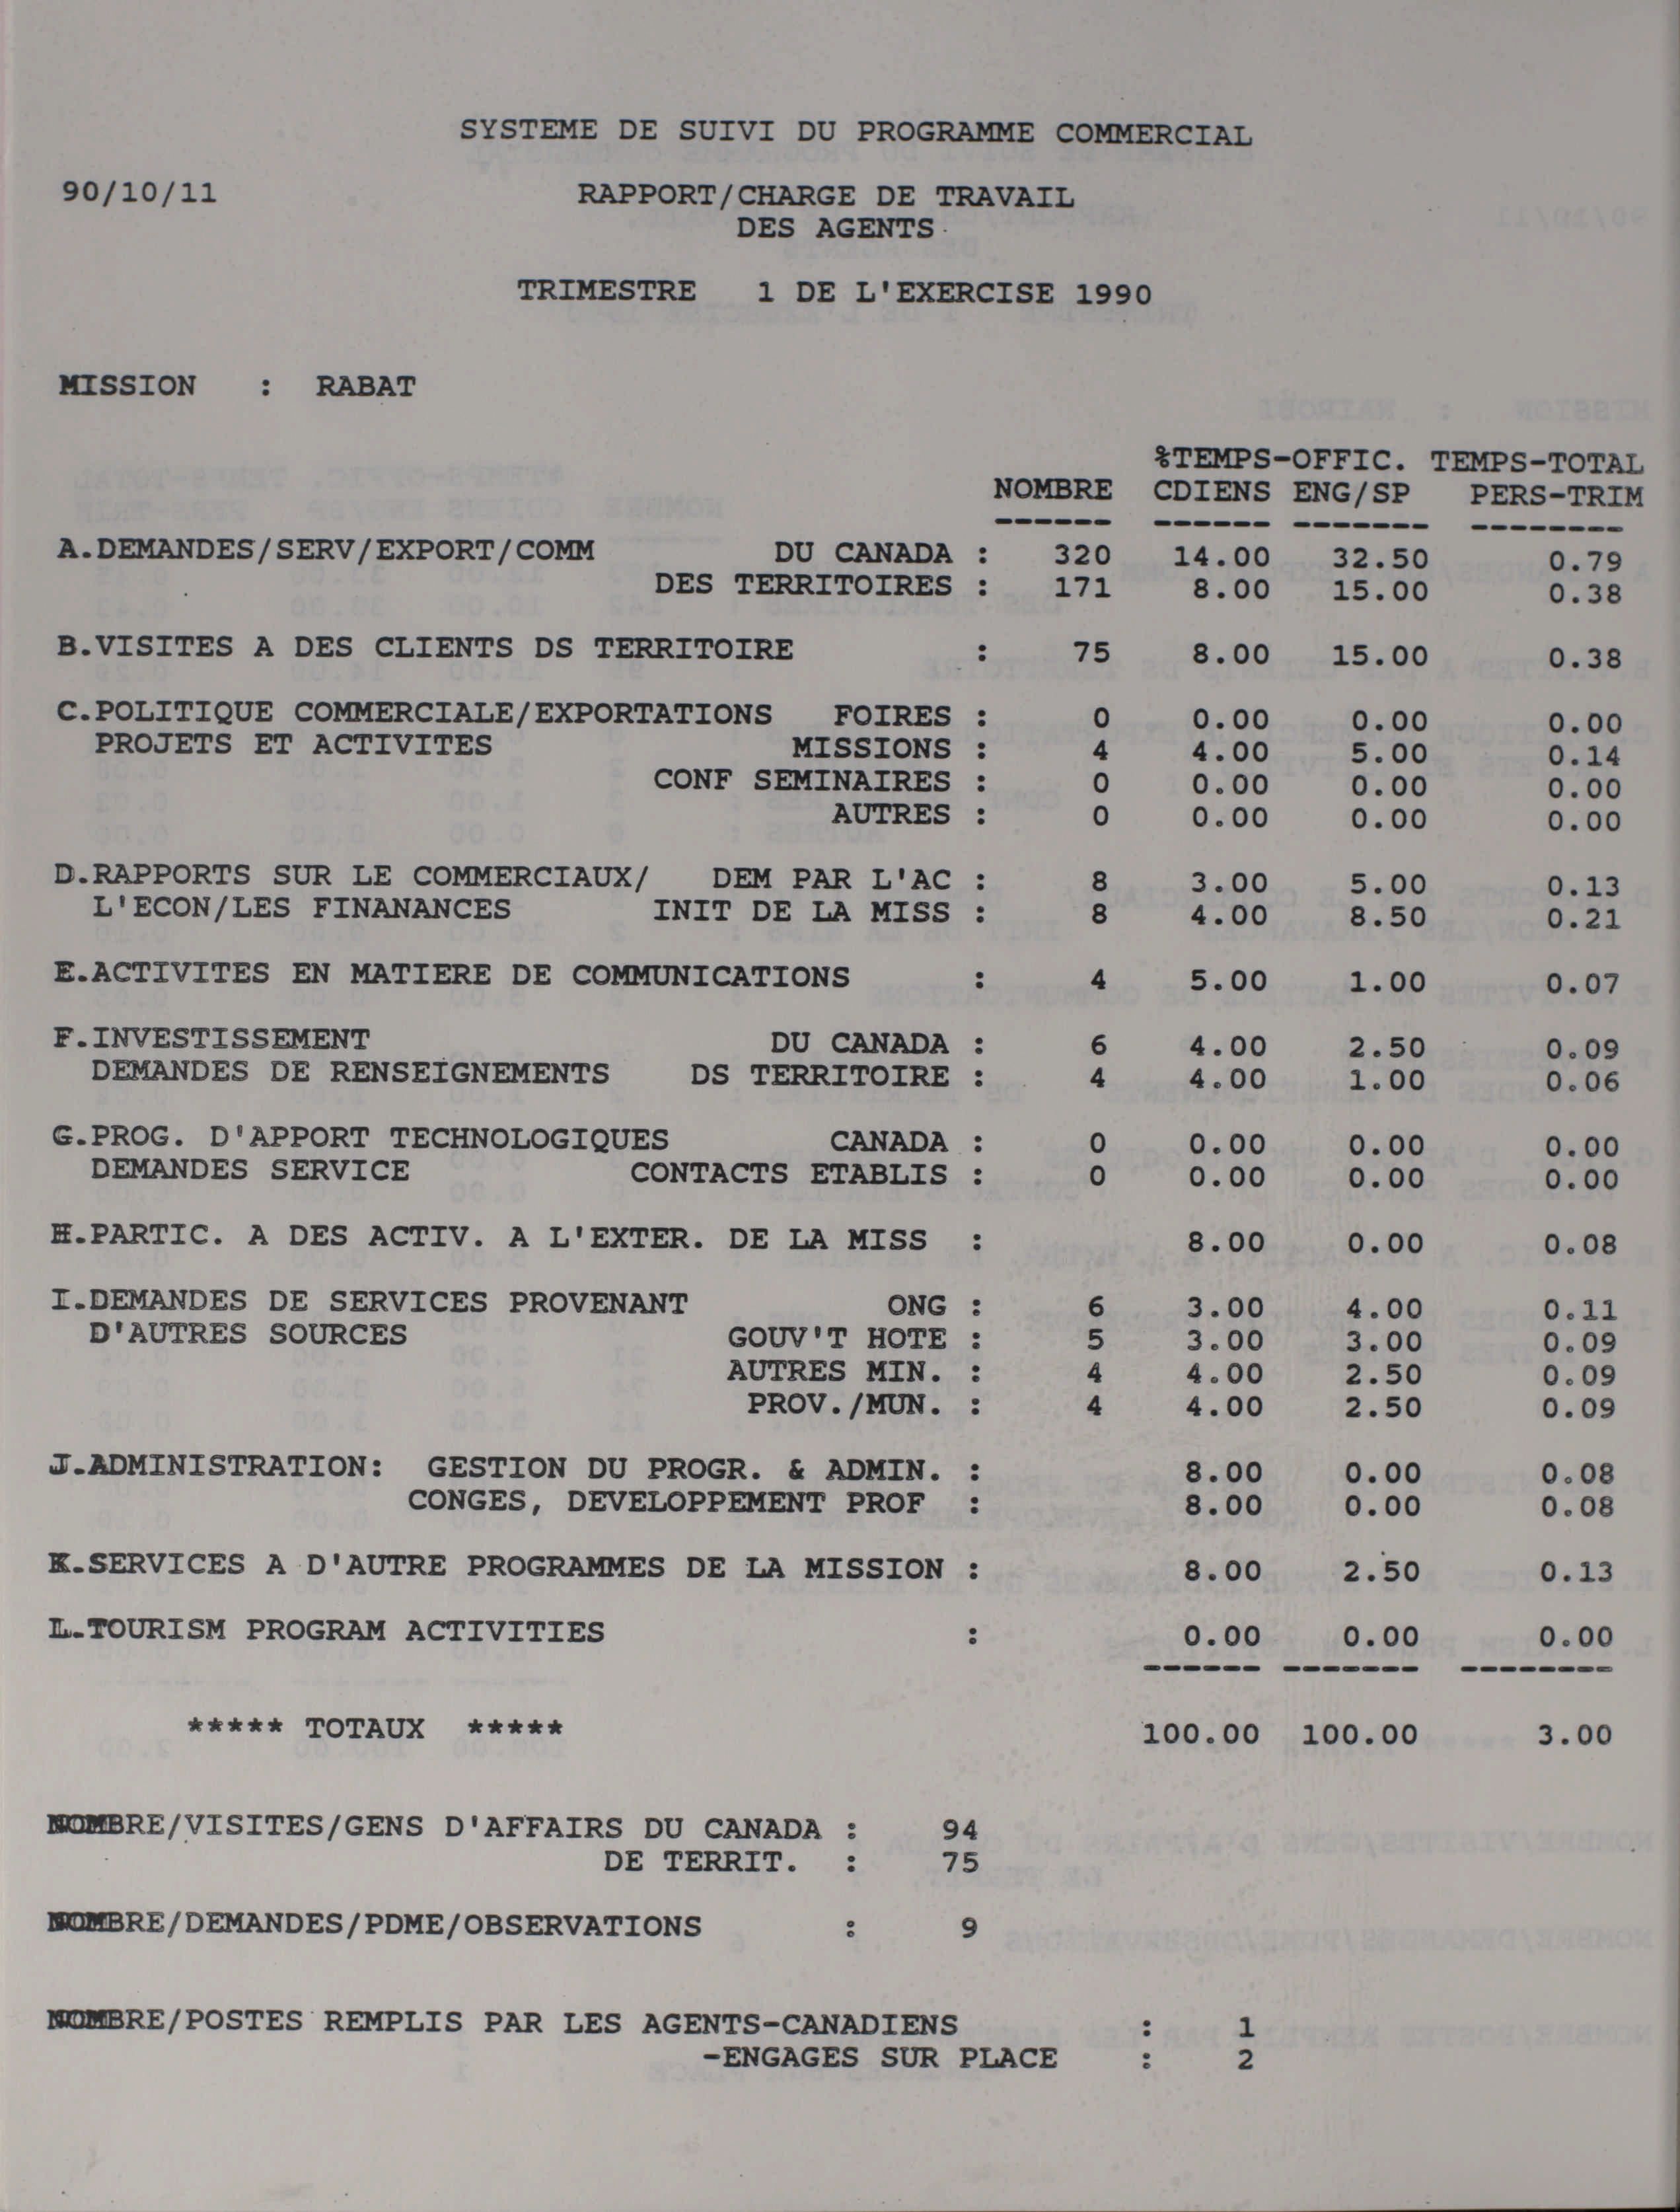 SYSTEME DE SUIVI DU PROGRAMME COMMERCIAL
90/10/11 RAPPORT/CHARGE DE TRAVAIL
DES AGENTS
TRIMESTRE 1 DE L'EXERCISE 1990
MISSION : RABAT
%TEMPS-OFFIC. TEMPS-TOTAL
NOMBRE CDIENS ENG/SP PERS-TRIM
------ ------ ------- --------
A.DEMANDES/SERV/EXPORT/COMM DU CANADA : 320 14.00 32.50 0.79
DES TERRITOIRES : 171 8.00 15.00 0.38
B.VISITES A DES CLIENTS DS TERRITOIRE : 75 8.00 15.00 0.38
C.POLITIQUE COMMERCIALE/EXPORTATIONS FOIRES : 0 0.00 0.00 0.00
PROJETS ET ACTIVITES MISSIONS : 4 4.00 5.00 0.14
CONF SEMINAIRES : 0 0.00 0.00 0.00
AUTRES : 0 0.00 0.00 0.00
D.RAPPORTS SUR LE COMMERCIAUX/ DEM PAR L'AC : 8 3.00 5.00 0.13
L'ECON/LES FINANANCES INIT DE LA MISS : 8 4.00 8.50 0.21
E.ACTIVITES EN MATIERE DE COMMUNICATIONS : 4 5.00 1.00 0.07
F.INVESTISSEMENT DU CANADA : 6 4.00 2.50 0.09
DEMANDES DE RENSEIGNEMENTS DS TERRITOIRE : 4 4.00 1.00 0.06
G.PROG. D'APPORT TECHNOLOGIQUES CANADA : 0 0.00 0.00 0.00
DEMANDES SERVICE CONTACTS ETABLIS : 0 0.00 0.00 0.00
H.PARTIC. A DES ACTIV. A L'EXTER. DE LA MISS : 8.00 0.00 0.08
I.DEMANDES DE SERVICES PROVENANT ONG : 6 3.00 4.00 0.11
D'AUTRES SOURCES GOUV'T HOTE : 5 3.00 3.00 0.09
AUTRES MIN. : 4 4.00 2.50 0.09
PROV./MUN. : 4 4.00 2.50 0.09
J.ADMINISTRATION: GESTION DU PROGR. & ADMIN. : 8.00 0.00 0.08
CONGES, DEVELOPPEMENT PROF : 8.00 0.00 0.08
K.SERVICES A D'AUTRE PROGRAMMES DE LA MISSION : 8.00 2.50 0.13
L.TOURISM PROGRAM ACTIVITIES : 0.00 0.00 0.00
------ ------- --------
***** TOTAUX ***** 100.00 100.00 3.00
NOMBRE/VISITES/GENS D'AFFAIRS DU CANADA : 94
DE TERRIT. : 75
NOMBRE/DEMANDES/PDME/OBSERVATIONS : 9
NOMBRE/POSTES REMPLIS PAR LES AGENTS-CANADIENS : 1
-ENGAGES SUR PLACE : 2